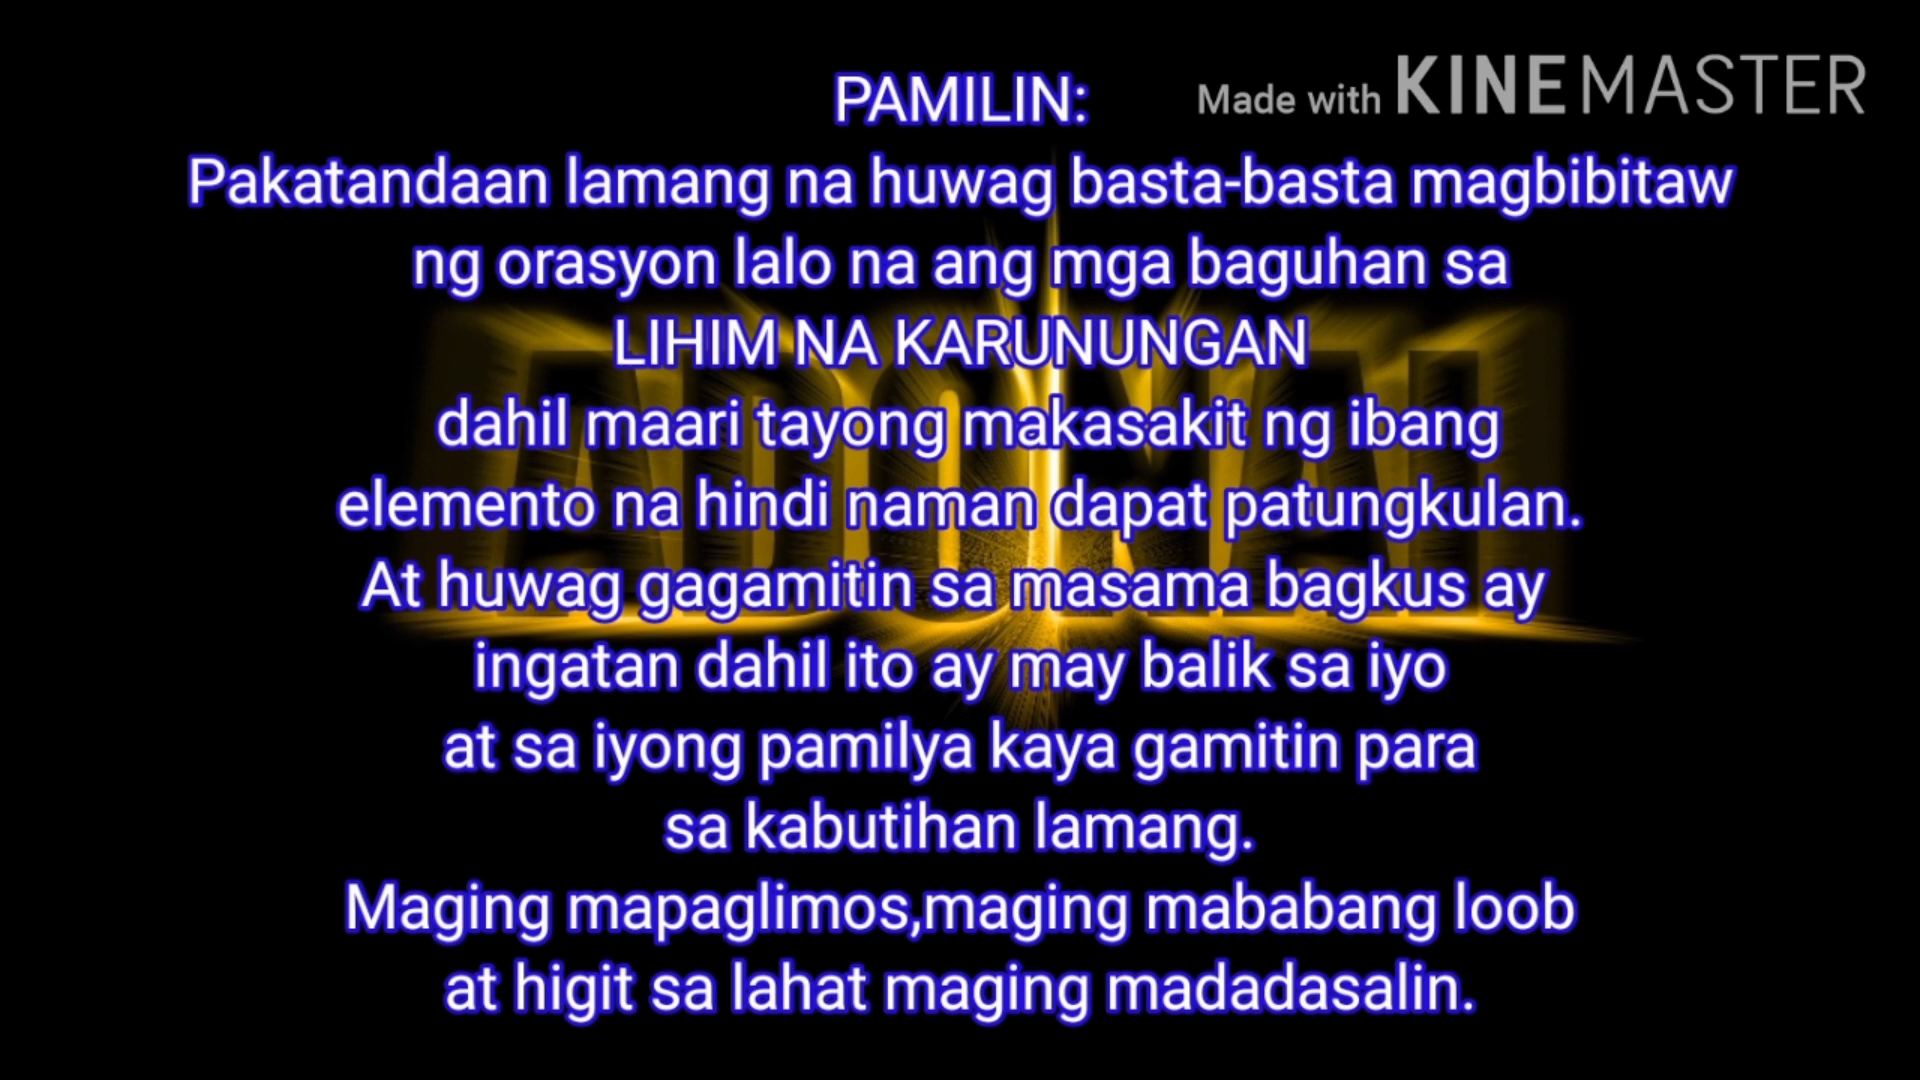 PAMILIN:
Made with KINEMASTER
Pakatandaan lamang na huwag basta-basta magbibitaw
ng orasyon lalo na ang mga baguhan sa
LIHIM NA KARUNUNGAN
dahil maari tayong makasakit ng ibang
elemento na hindi naman dapat patungkulan.
At huwag gagamitin sa masama bagkus ay
ingatan dahil ito ay may balik sa iyo
at sa iyong pamilya kaya gamitin para
sa kabutihan lamang.
Maging mapaglimos,maging mababang loob
at higit sa lahat maging madadasalin.
ADONAI